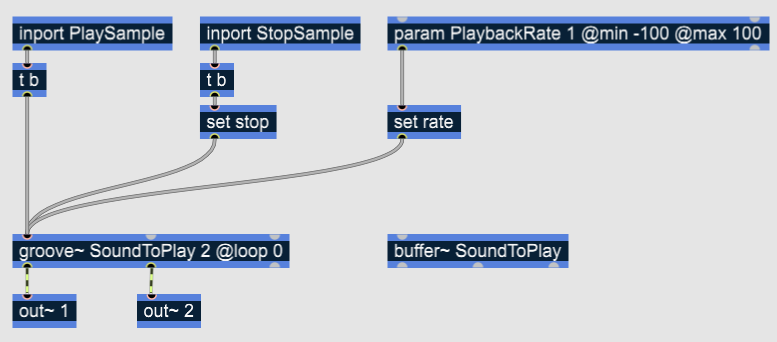 inport PlaySample
inport StopSample
param PlaybackRate 1 @min -100 @max 100
t b
t b
set stop
set rate
groove~ SoundToPlay 2 @loop 0
buffer~ SoundToPlay
out~ 1
out~ 2